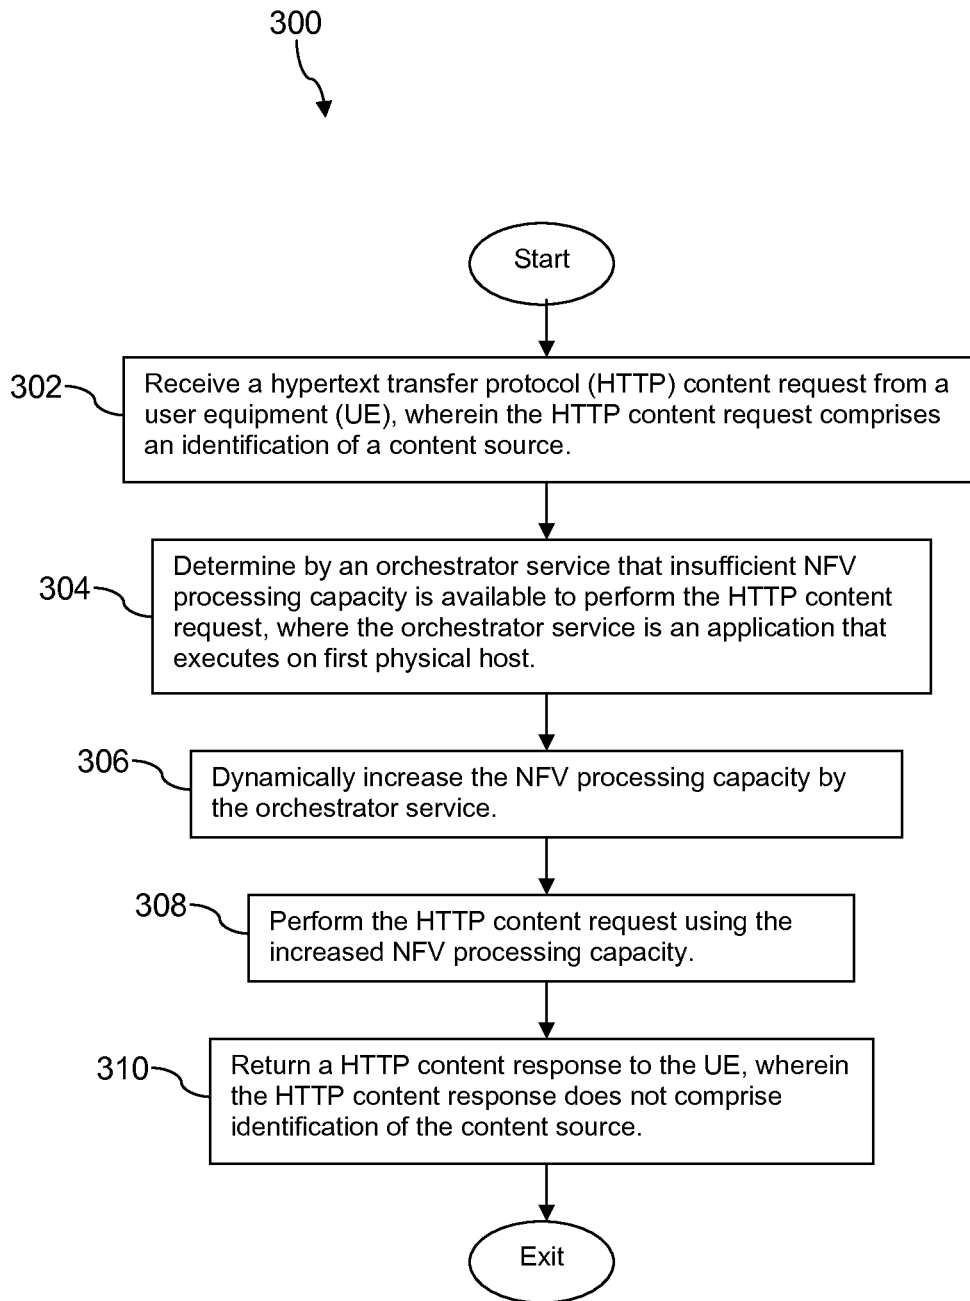 300
Start
302
Receive a hypertext transfer protocol (HTTP) content request from a
user equipment (UE), wherein the HTTP content request comprises
an identification of a content source.
304
Determine by an orchestrator service that insufficient NFV
processing capacity is available to perform the HTTP content
request, where the orchestrator service is an application that
executes on first physical host.
306
Dynamically increase the NFV processing capacity by
the orchestrator service.
308
Perform the HTTP content request using the
increased NFV processing capacity.
310
Return a HTTP content response to the UE, wherein
the HTTP content response does not comprise
identification of the content source.
Exit